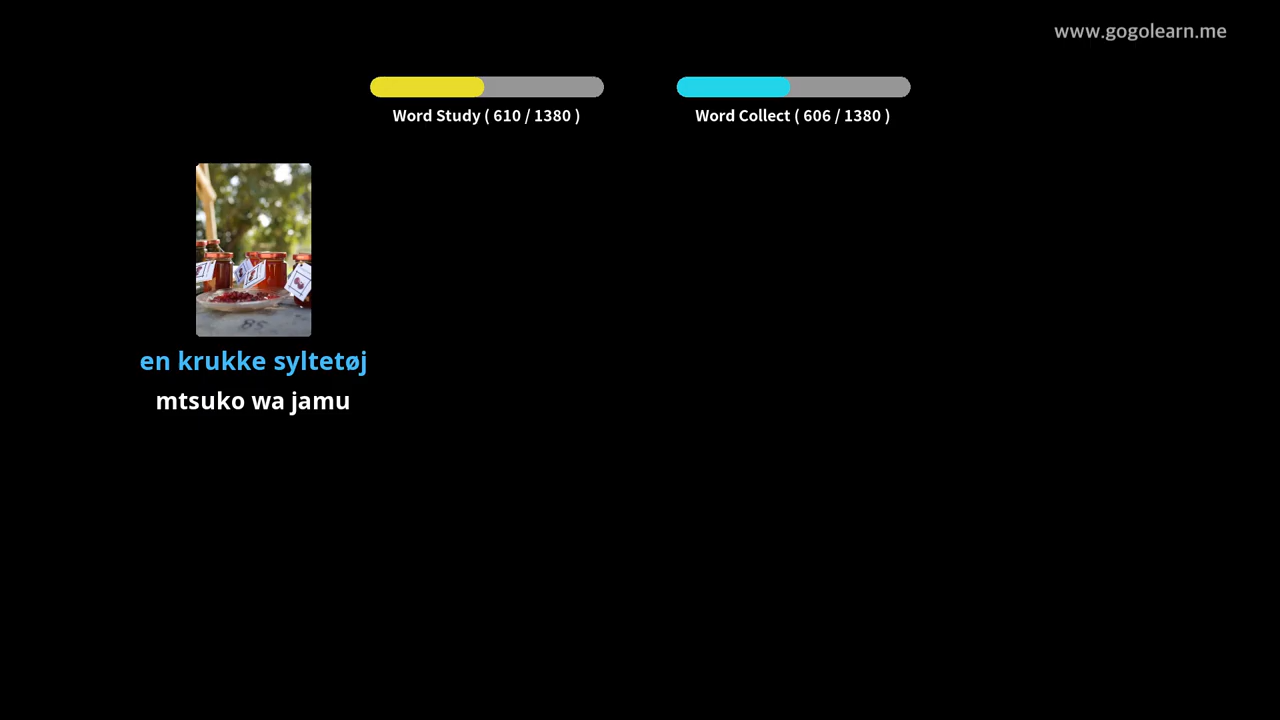 www.gogolearn.me
Word Study ( 610 / 1380 )
Word Collect ( 606 / 1380 )
en krukke syltetøj
mtsuko wa jamu